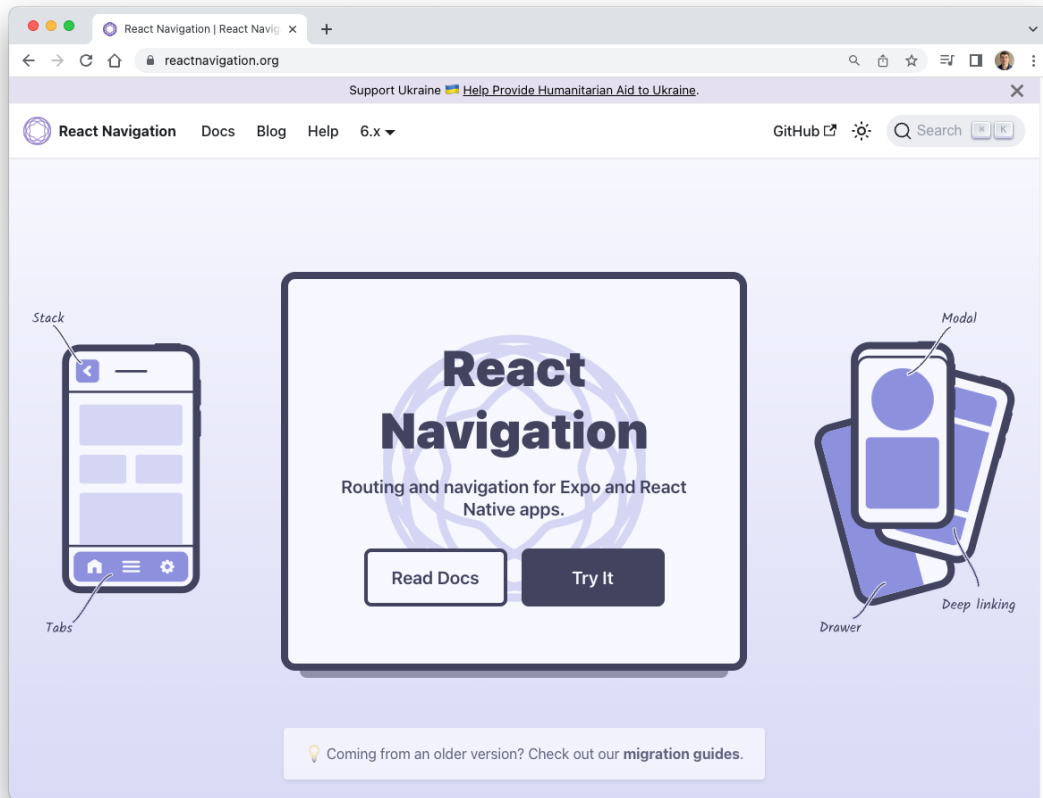 React Navigation | React Navig
reactnavigation.org
Support Ukraine 🇺🇦 Help Provide Humanitarian Aid to Ukraine.
React Navigation Docs Blog Help 6.x GitHub Search ⌘ K
Stack
Modal
React
Navigation
Routing and navigation for Expo and React
Native apps.
Read Docs Try It
Deep linking
Tabs
Drawer
💡 Coming from an older version? Check out our migration guides.